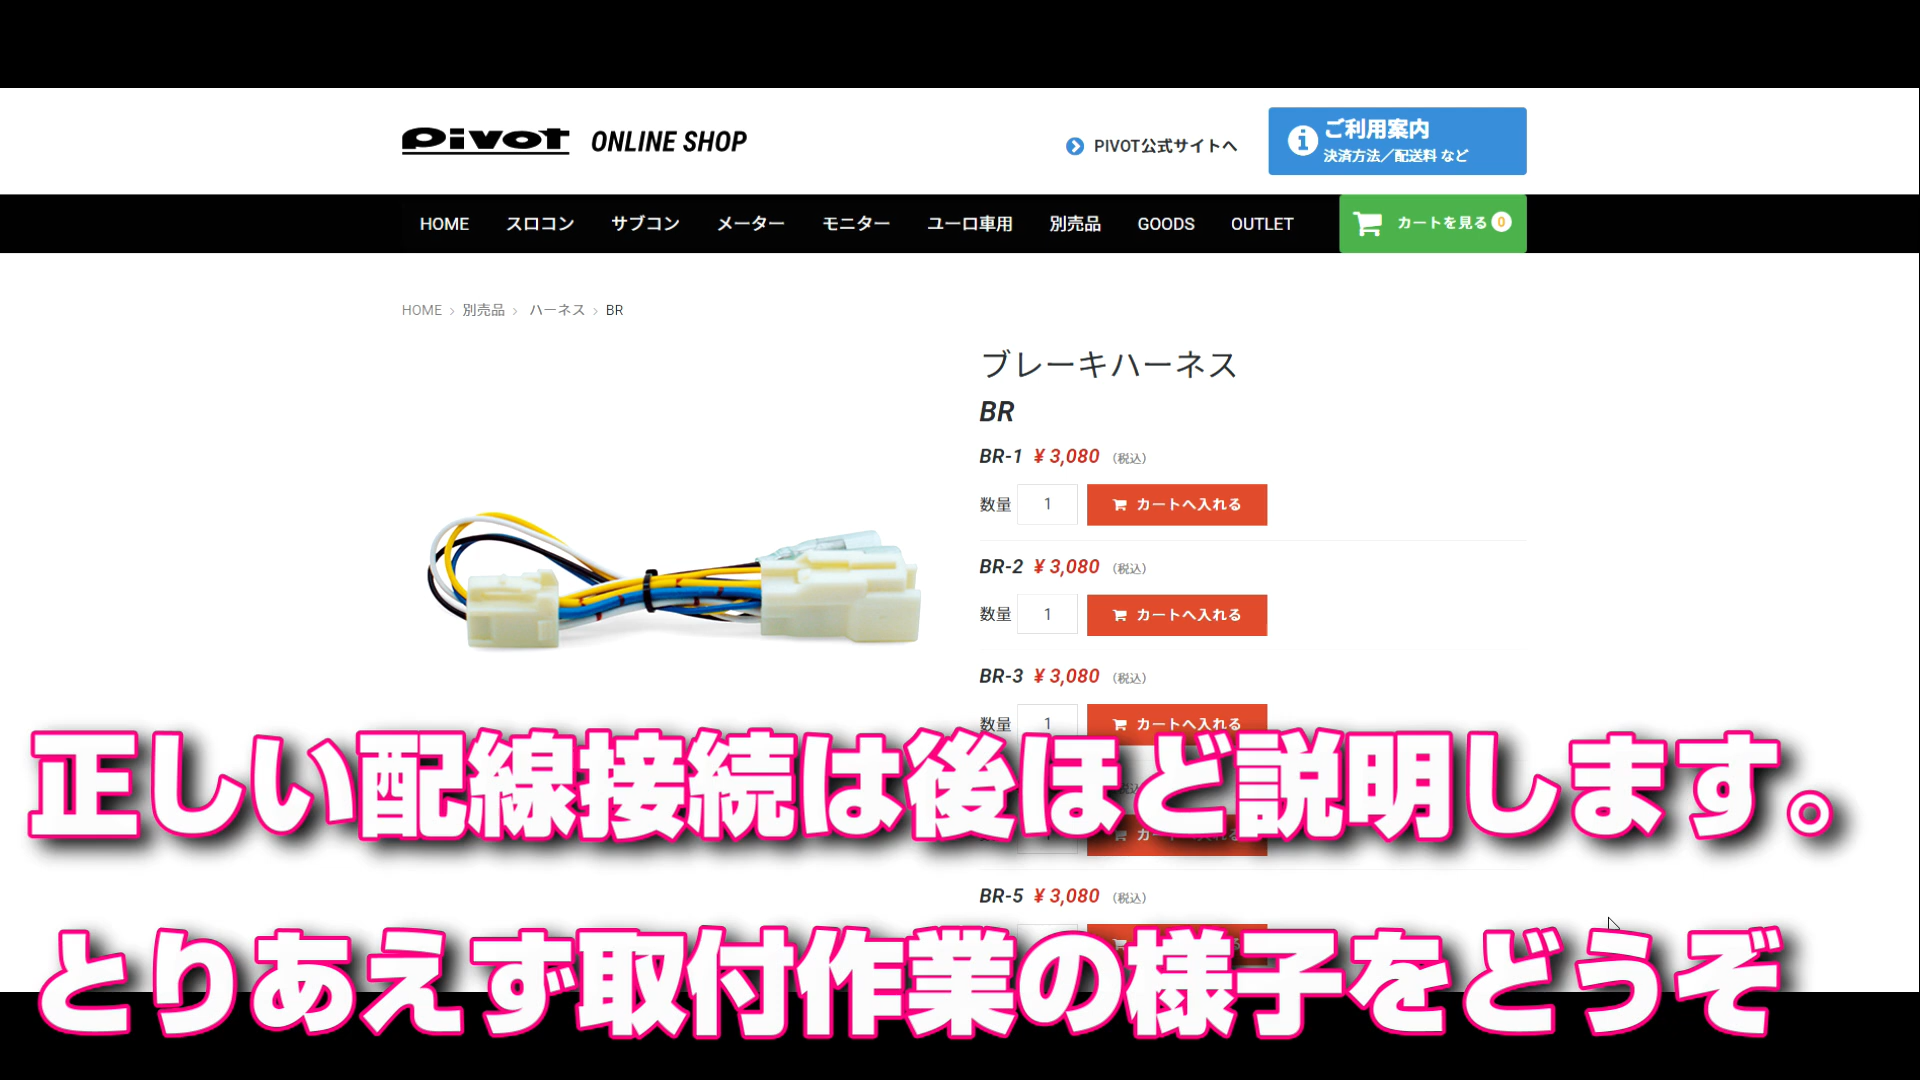 pivot ONLINE SHOP
PIVOT公式サイトへ
ご利用案内
決済方法／配送料 など
HOME スロコン サブコン メーター モニター ユーロ車用 別売品 GOODS OUTLET カートを見る 0
HOME > 別売品 > ハーネス > BR
ブレーキハーネス
BR
BR-1 ¥ 3,080 （税込）
数量 1 カートへ入れる
BR-2 ¥ 3,080 （税込）
数量 1 カートへ入れる
BR-3 ¥ 3,080 （税込）
数量 1 カートへ入れる
正しい配線接続は後ほど説明します。
BR-5 ¥ 3,080 （税込）
とりあえず取付作業の様子をどうぞ